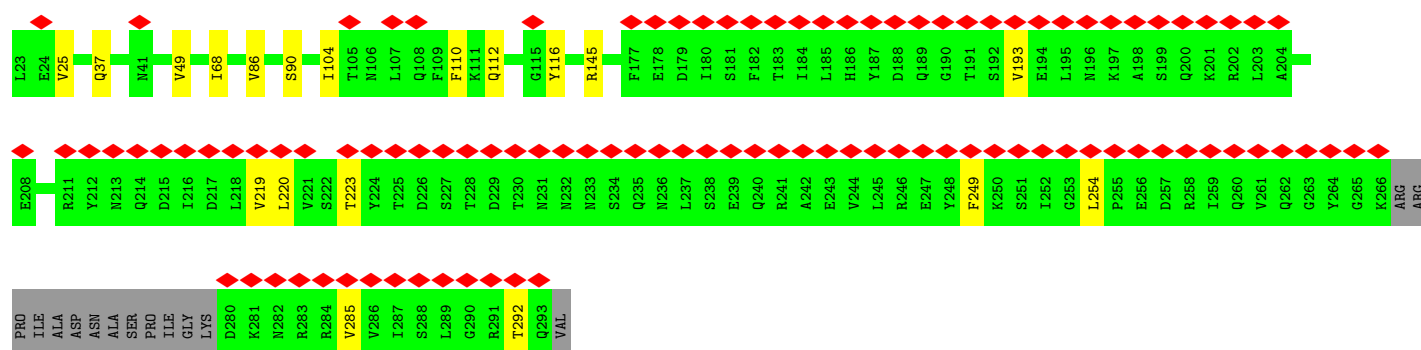 L23 E24 V25 Q37 N41 V49 I68 V86 S90 I104 T105 N106 L107 Q108 F109 F110 K111 Q112 G115 Y116 R145 F177 E178 D179 I180 S181 F182 T183 I184 L185 H186 Y187 D188 Q189 G190 T191 S192 V193 E194 L195 N196 K197 A198 S199 Q200 K201 R202 L203 A204
E208 R211 Y212 N213 Q214 D215 I216 D217 L218 V219 L220 V221 S222 T223 Y224 T225 D226 S227 T228 D229 T230 N231 N232 N233 S234 Q235 N236 L237 S238 E239 Q240 R241 A242 E243 V244 L245 R246 E247 Y248 F249 K250 S251 I252 G253 L254 P255 E256 D257 R258 I259 Q260 V261 Q262 G263 Y264 G265 K266 ARG ARG
PRO ILE ALA ASP ASN ALA SER PRO ILE GLY LYS D280 K281 N282 R283 R284 V285 V286 I287 S288 L289 G290 R291 T292 Q293 VAL